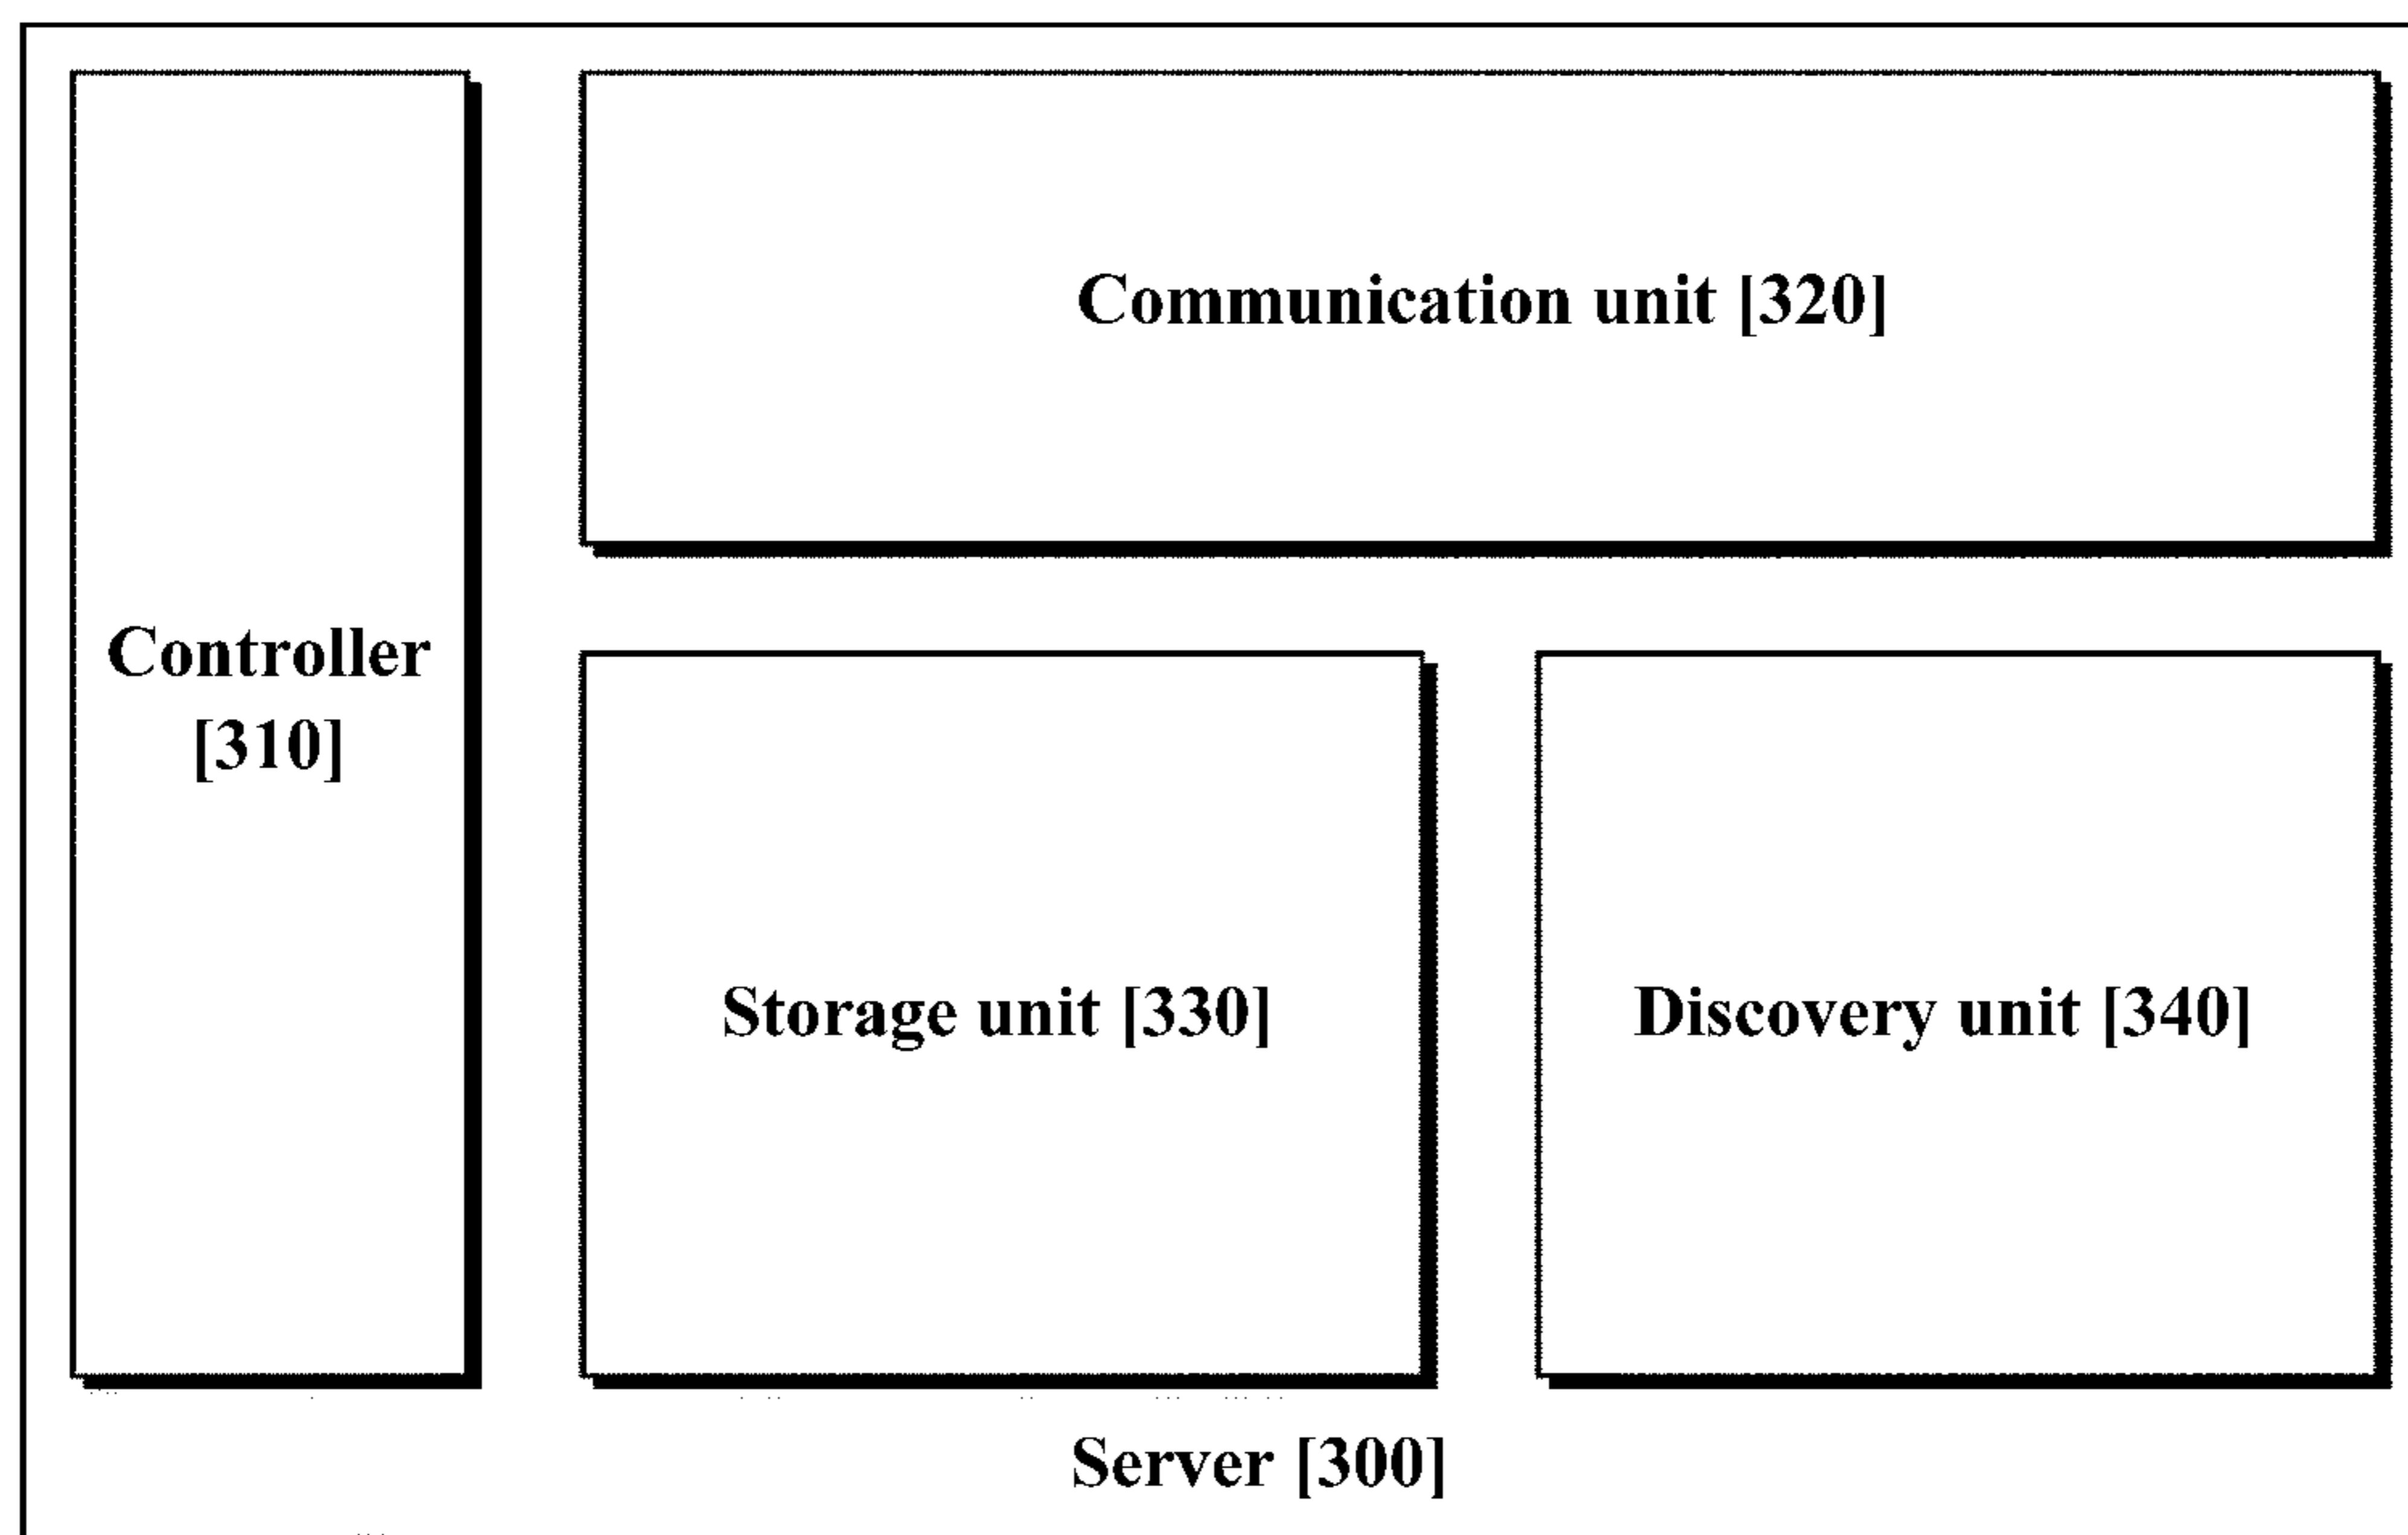 Communication unit [320]
Controller
[310]
Storage unit [330]
Discovery unit [340]
Server [300]